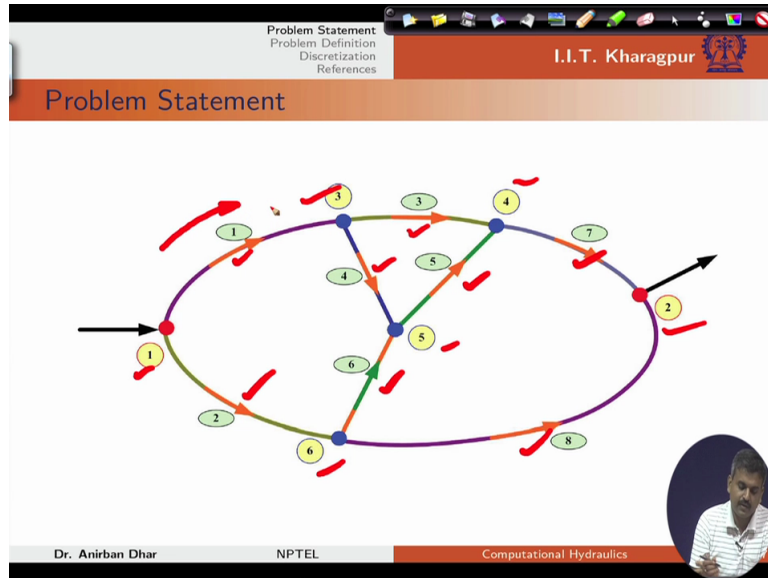 Problem Statement
Problem Definition
Discretization
References
I.I.T. Kharagpur
Problem Statement
3
3
4
1
7
4
5
2
1
6
5
2
6
8
Dr. Anirban Dhar
NPTEL
Computational Hydraulics